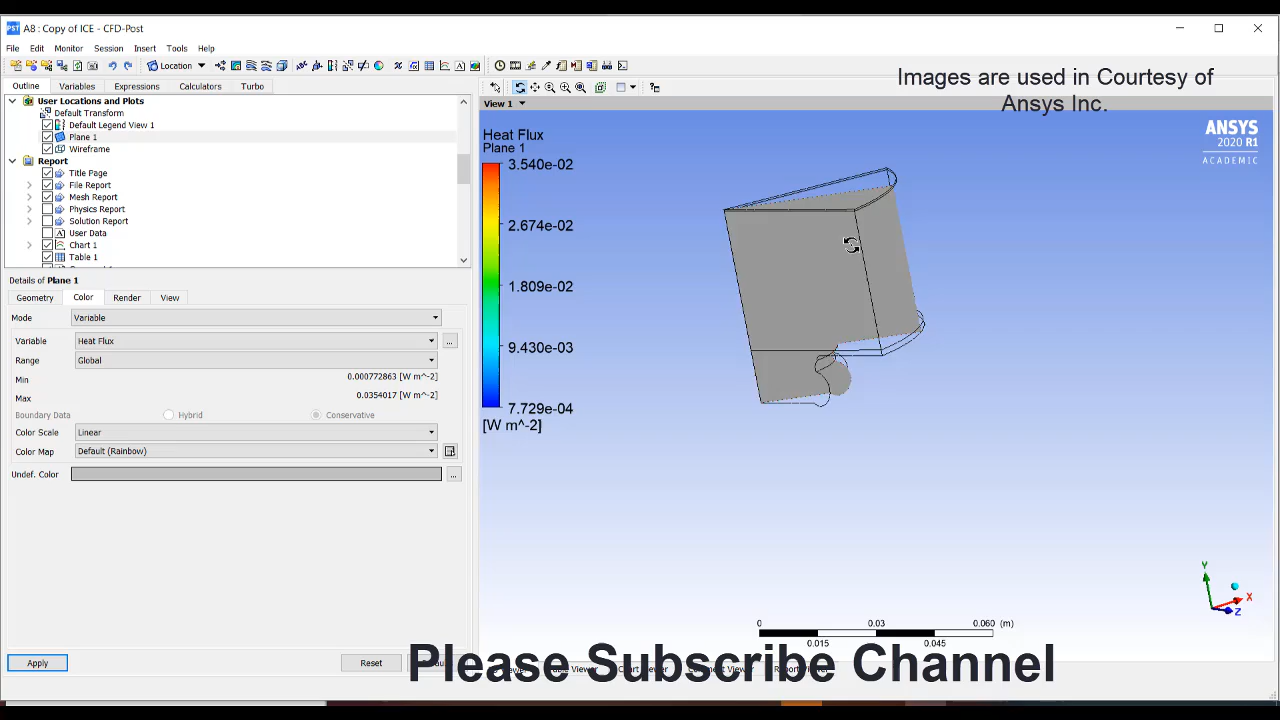 PST A8 : Copy of ICE - CFD-Post
File Edit Monitor Session Insert Tools Help
Location
Images are used in Courtesy of
Ansys Inc.
Outline Variables Expressions Calculators Turbo
User Locations and Plots
Default Transform
Default Legend View 1
Plane 1
Wireframe
Report
Title Page
File Report
Mesh Report
Physics Report
Solution Report
User Data
Chart 1
Table 1
Details of Plane 1
Geometry Color Render View
Mode Variable
Variable Heat Flux ...
Range Global
Min 0.000772863 [W m^-2]
Max 0.0354017 [W m^-2]
Boundary Data Hybrid Conservative
Color Scale Linear
Color Map Default (Rainbow)
Undef. Color ...
Apply Reset
View 1
Heat Flux
Plane 1
3.540e-02
2.674e-02
1.809e-02
9.430e-03
7.729e-04
[W m^-2]
ANSYS
2020 R1
ACADEMIC
Y
X
Z
0 0.03 0.060 (m)
0.015 0.045
Please Subscribe Channel